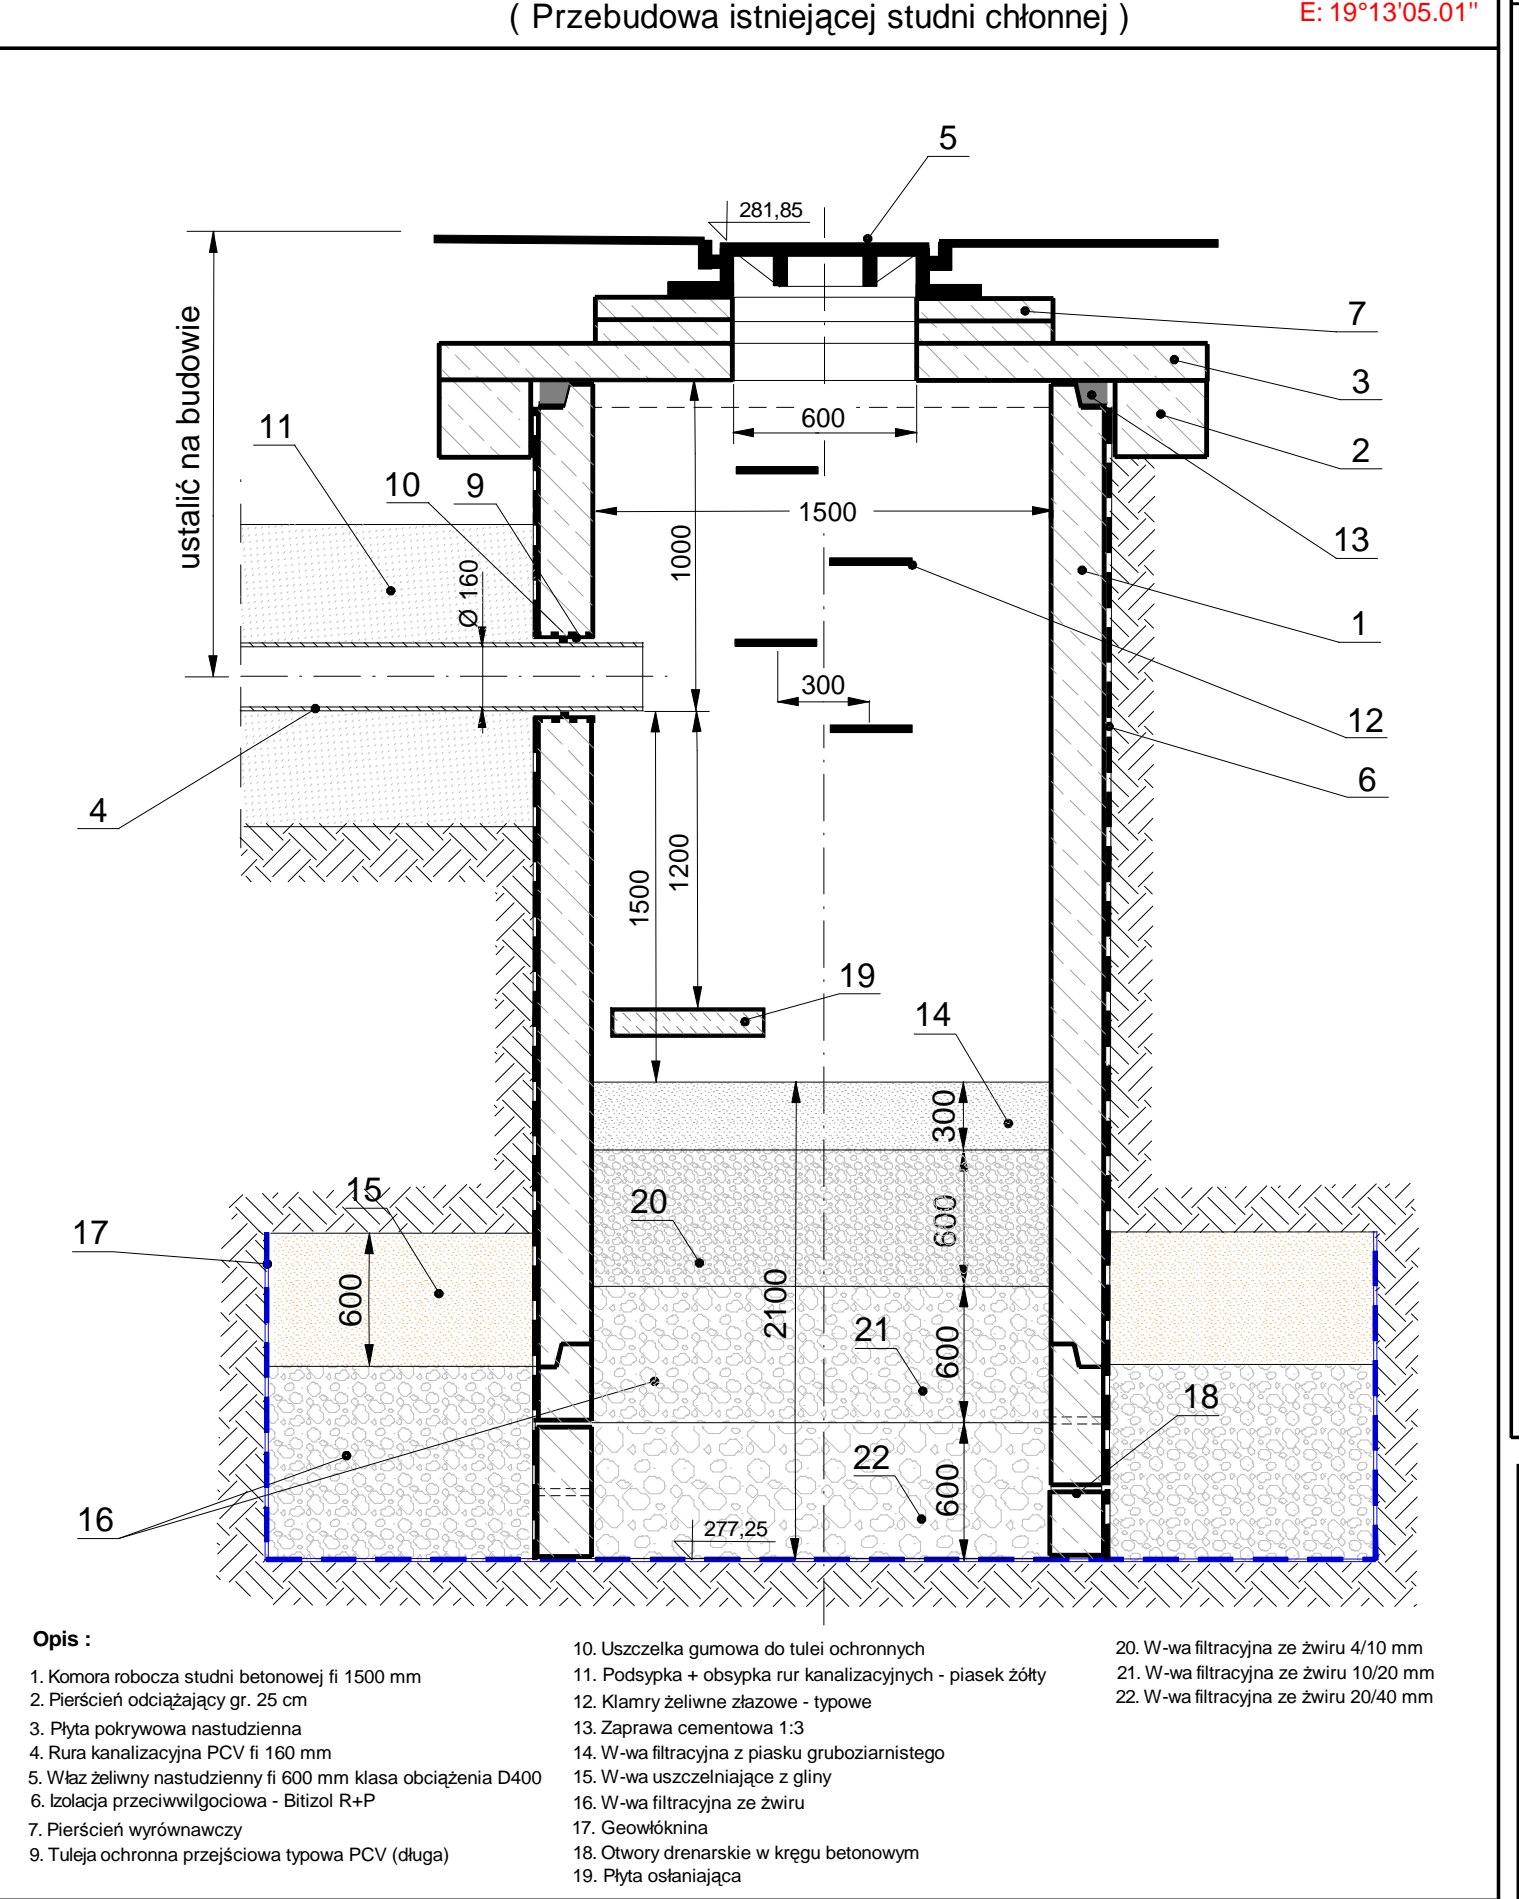 ( Przebudowa istniejącej studni chłonnej )
E: 19°13'05.01"
5
281,85
7
ustalić na budowie
3
600
11
2
10
9
1500
13
1000
Ø 160
1
300
12
6
4
1200
1500
19
14
300
15
20
600
17
600
2100
21
600
18
22
600
16
277,25
Opis :
1. Komora robocza studni betonowej fi 1500 mm
2. Pierścień odciążający gr. 25 cm
3. Płyta pokrywowa nastudzienna
4. Rura kanalizacyjna PCV fi 160 mm
5. Właz żeliwny nastudzienny fi 600 mm klasa obciążenia D400
6. Izolacja przeciwwilgociowa - Bitizol R+P
7. Pierścień wyrównawczy
9. Tuleja ochronna przejściowa typowa PCV (długa)
10. Uszczelka gumowa do tulei ochronnych
11. Podsypka + obsypka rur kanalizacyjnych - piasek żółty
12. Klamry żeliwne złazowe - typowe
13. Zaprawa cementowa 1:3
14. W-wa filtracyjna z piasku gruboziarnistego
15. W-wa uszczelniające z gliny
16. W-wa filtracyjna ze żwiru
17. Geowłóknina
18. Otwory drenarskie w kręgu betonowym
19. Płyta osłaniająca
20. W-wa filtracyjna ze żwiru 4/10 mm
21. W-wa filtracyjna ze żwiru 10/20 mm
22. W-wa filtracyjna ze żwiru 20/40 mm